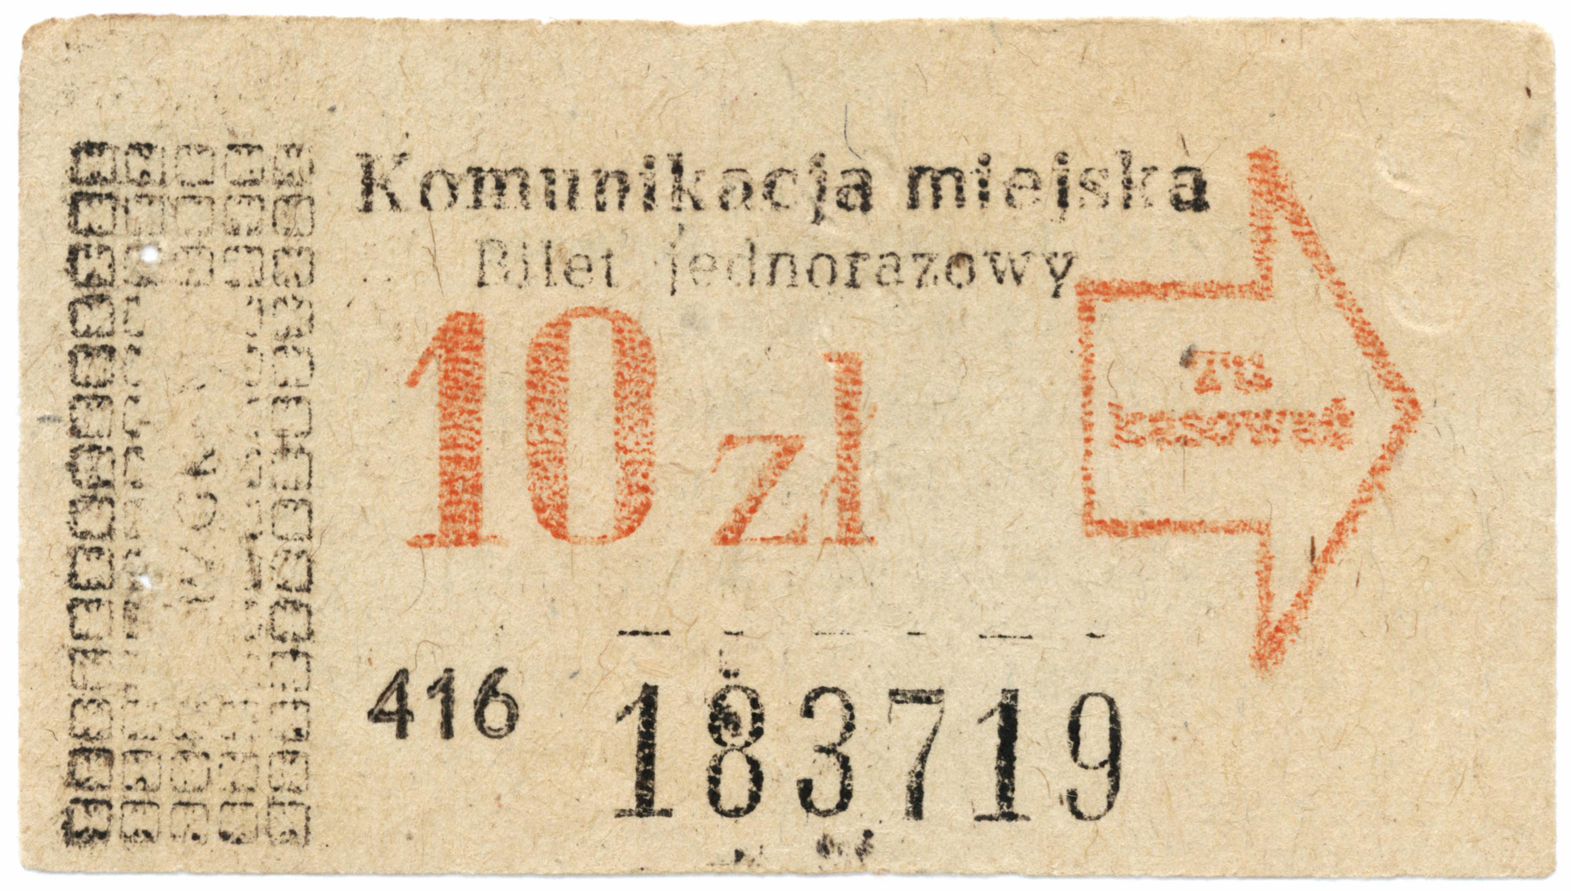 Komunikacja miejska
Bilet jednorazowy
10 zł
Tu
kasować
416 183719